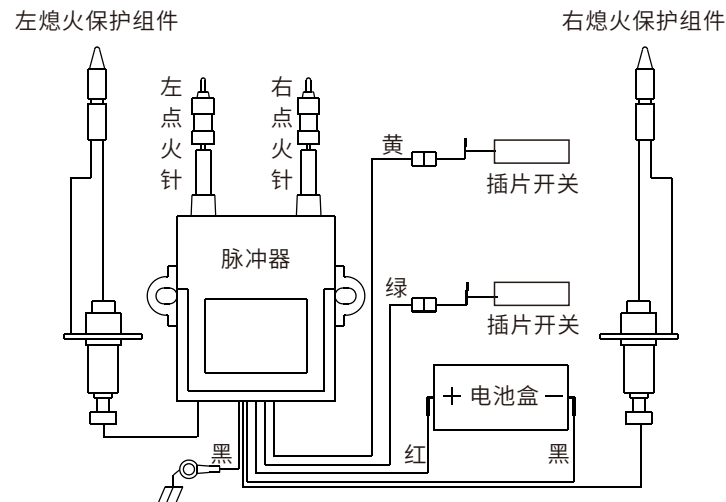 左熄火保护组件
右熄火保护组件
左点火针
右点火针
黄
插片开关
脉冲器
绿
插片开关
+ 电池盒 −
黑
红
黑